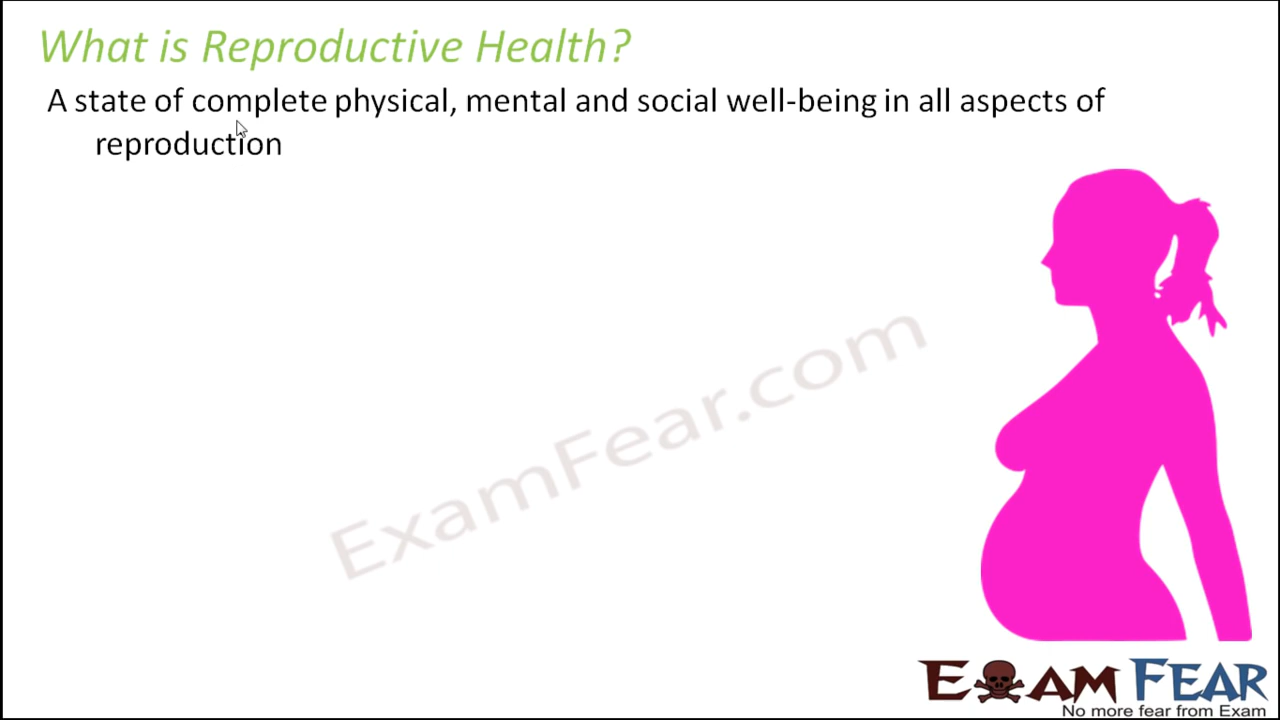 What is Reproductive Health?
A state of complete physical, mental and social well-being in all aspects of
reproduction
ExamFear.com
EXAM FEAR
No more fear from Exam